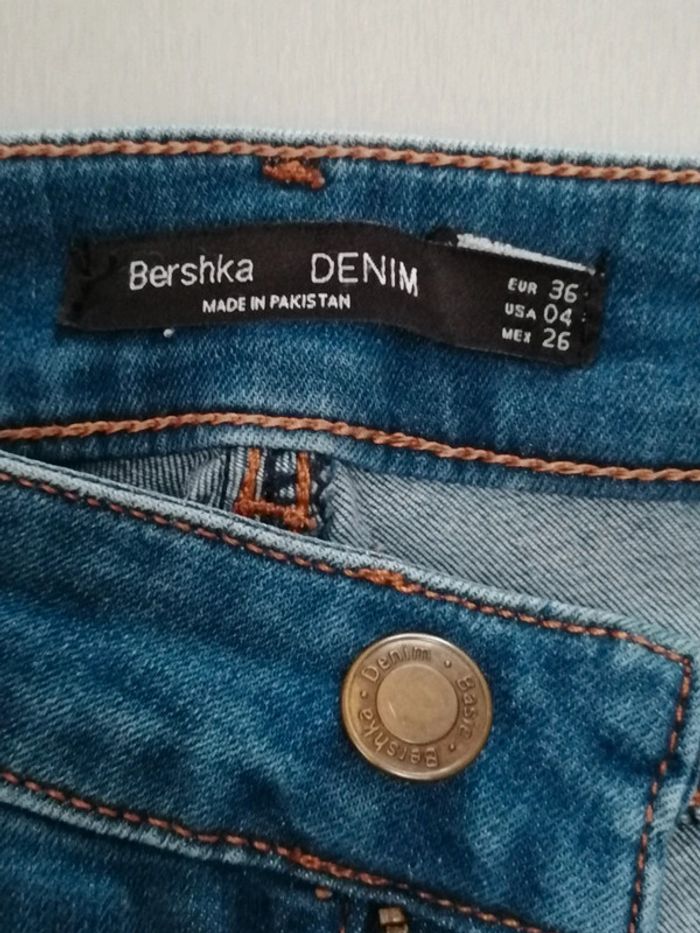 Bershka DENIM
MADE IN PAKISTAN
EUR 36
USA 04
MEX 26
Denim • Basic • Bershka •